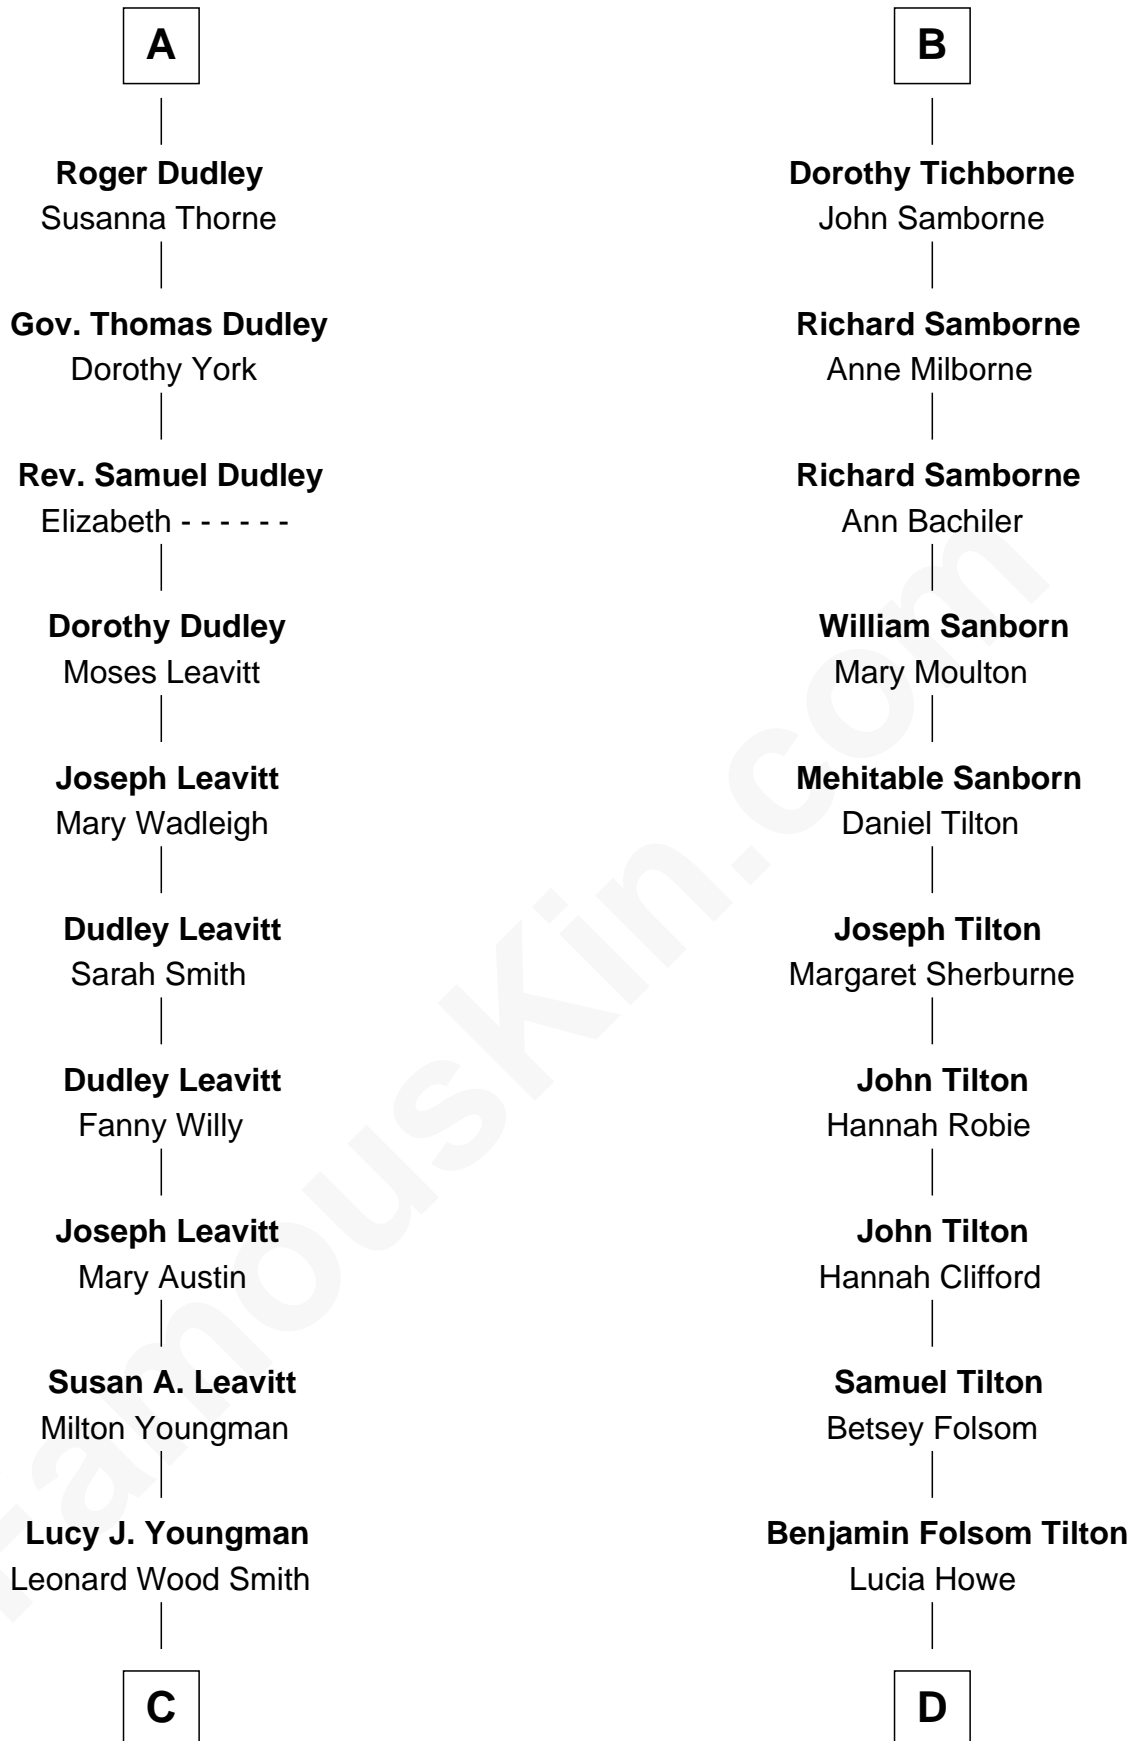 A
Roger Dudley
Susanna Thorne
Gov. Thomas Dudley
Dorothy York
Rev. Samuel Dudley
Elizabeth - - - - - -
Dorothy Dudley
Moses Leavitt
Joseph Leavitt
Mary Wadleigh
Dudley Leavitt
Sarah Smith
Dudley Leavitt
Fanny Willy
Joseph Leavitt
Mary Austin
Susan A. Leavitt
Milton Youngman
Lucy J. Youngman
Leonard Wood Smith
C
B
Dorothy Tichborne
John Samborne
Richard Samborne
Anne Milborne
Richard Samborne
Ann Bachiler
William Sanborn
Mary Moulton
Mehitable Sanborn
Daniel Tilton
Joseph Tilton
Margaret Sherburne
John Tilton
Hannah Robie
John Tilton
Hannah Clifford
Samuel Tilton
Betsey Folsom
Benjamin Folsom Tilton
Lucia Howe
D
FamousKin.com